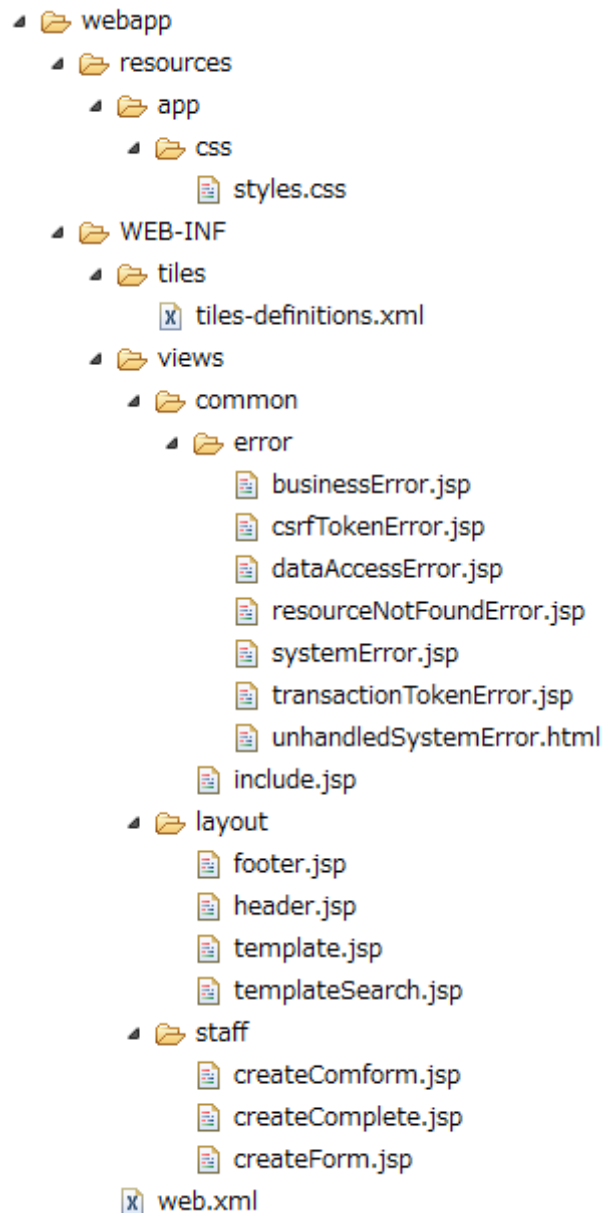 webapp
resources
app
css
styles.css
WEB-INF
tiles
tiles-definitions.xml
views
common
error
businessError.jsp
csrfTokenError.jsp
dataAccessError.jsp
resourceNotFoundError.jsp
systemError.jsp
transactionTokenError.jsp
unhandledSystemError.html
include.jsp
layout
footer.jsp
header.jsp
template.jsp
templateSearch.jsp
staff
createComform.jsp
createComplete.jsp
createForm.jsp
web.xml